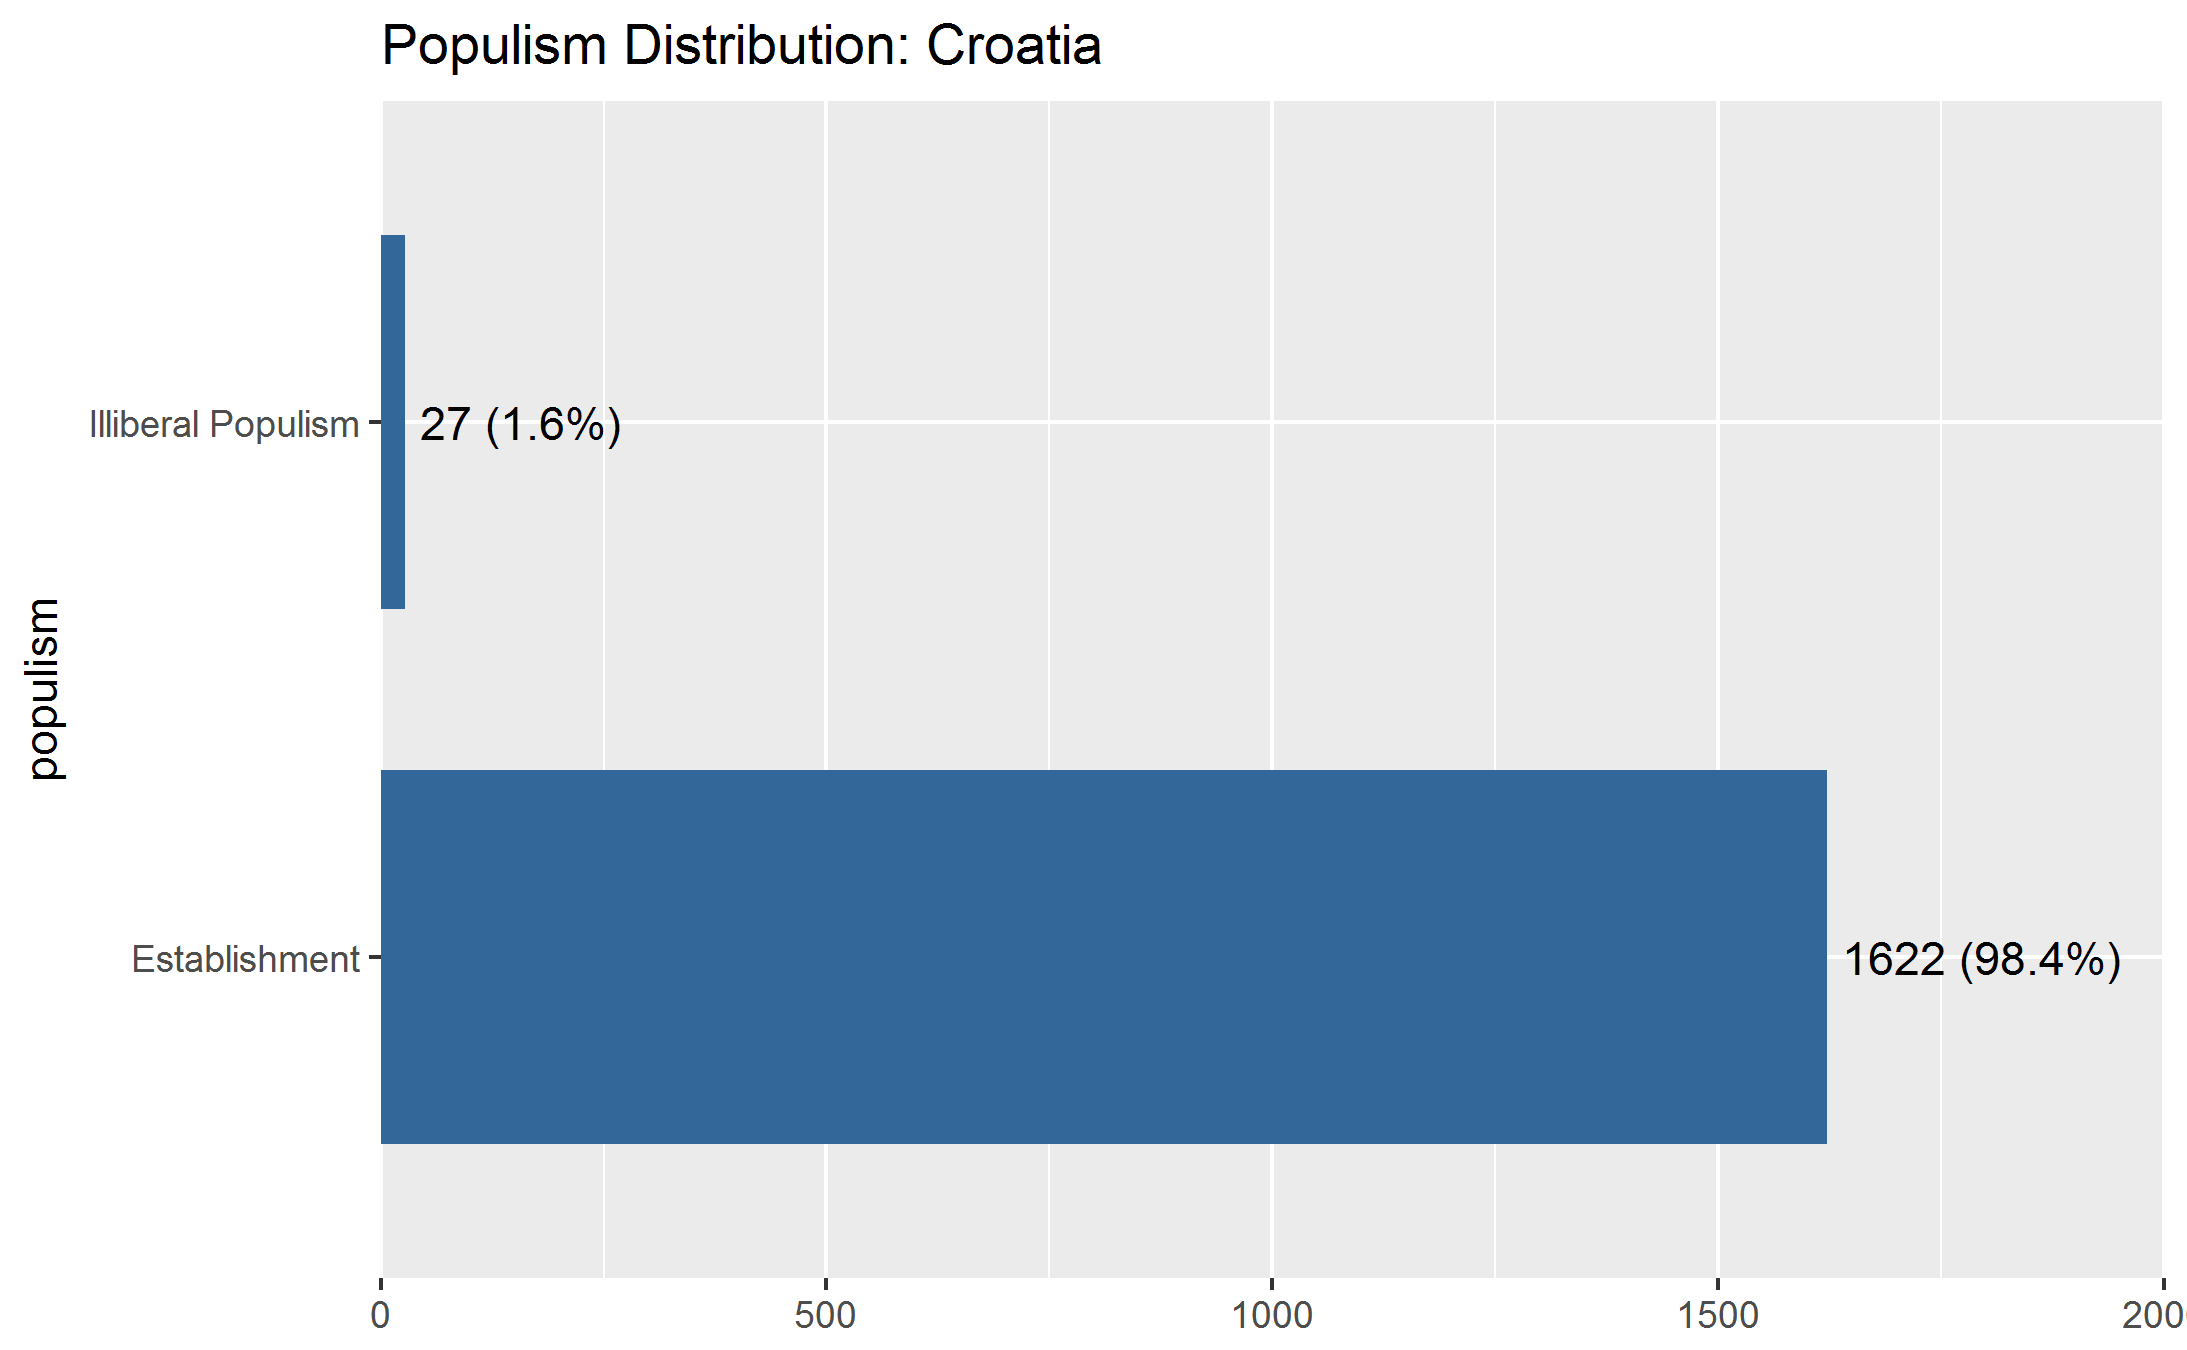 Populism Distribution: Croatia
populism
Illiberal Populism
27 (1.6%)
Establishment
1622 (98.4%)
0
500
1000
1500